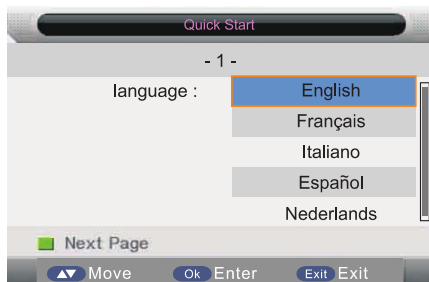 Quick Start
- 1 -
language : English
Français
Italiano
Español
Nederlands
Next Page
Move Ok Enter Exit Exit